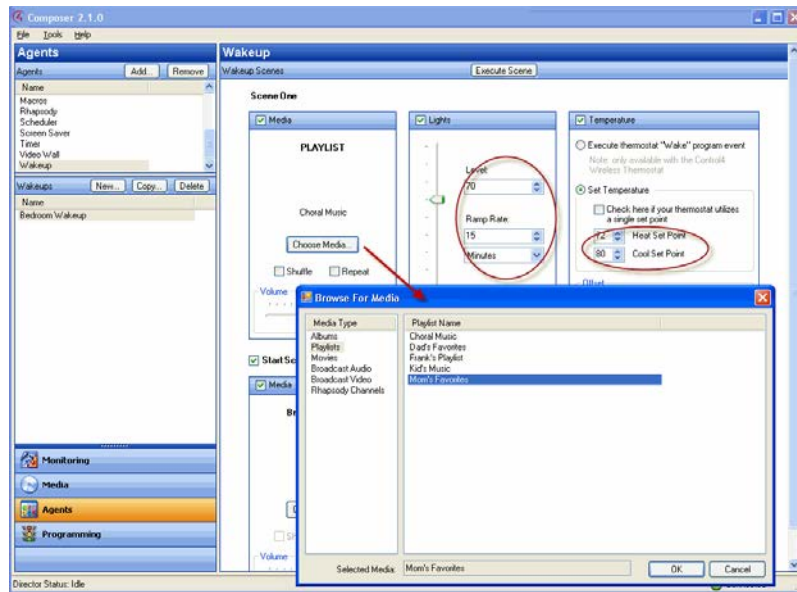 Composer 2.1.0
File Tools Help
Agents
Agents Add... Remove
Name
Macros
Rhapsody
Scheduler
Screen Saver
Timer
Video Wall
Wakeup
Wakeups New... Copy... Delete
Name
Bedroom Wakeup
Monitoring
Media
Agents
Programming
Director Status: Idle
Wakeup
Wakeup Scenes Execute Scene
Scene One
Media
PLAYLIST
Choral Music
Choose Media...
Shuffle Repeat
Volume
Lights
Level:
70
Ramp Rate:
15
Minutes
Temperature
Execute thermostat "Wake" program event
Note: only available with the Control4
Wireless Thermostat
Set Temperature
Check here if your thermostat utilizes
a single set point
72 Heat Set Point
80 Cool Set Point
Offset
Start Sc
Media
Volume
Browse For Media
Media Type
Albums
Playlists
Movies
Broadcast Audio
Broadcast Video
Rhapsody Channels
Playlist Name
Choral Music
Dad's Favorites
Frank's Playlist
Kid's Music
Mom's Favorites
Selected Media: Mom's Favorites
OK Cancel